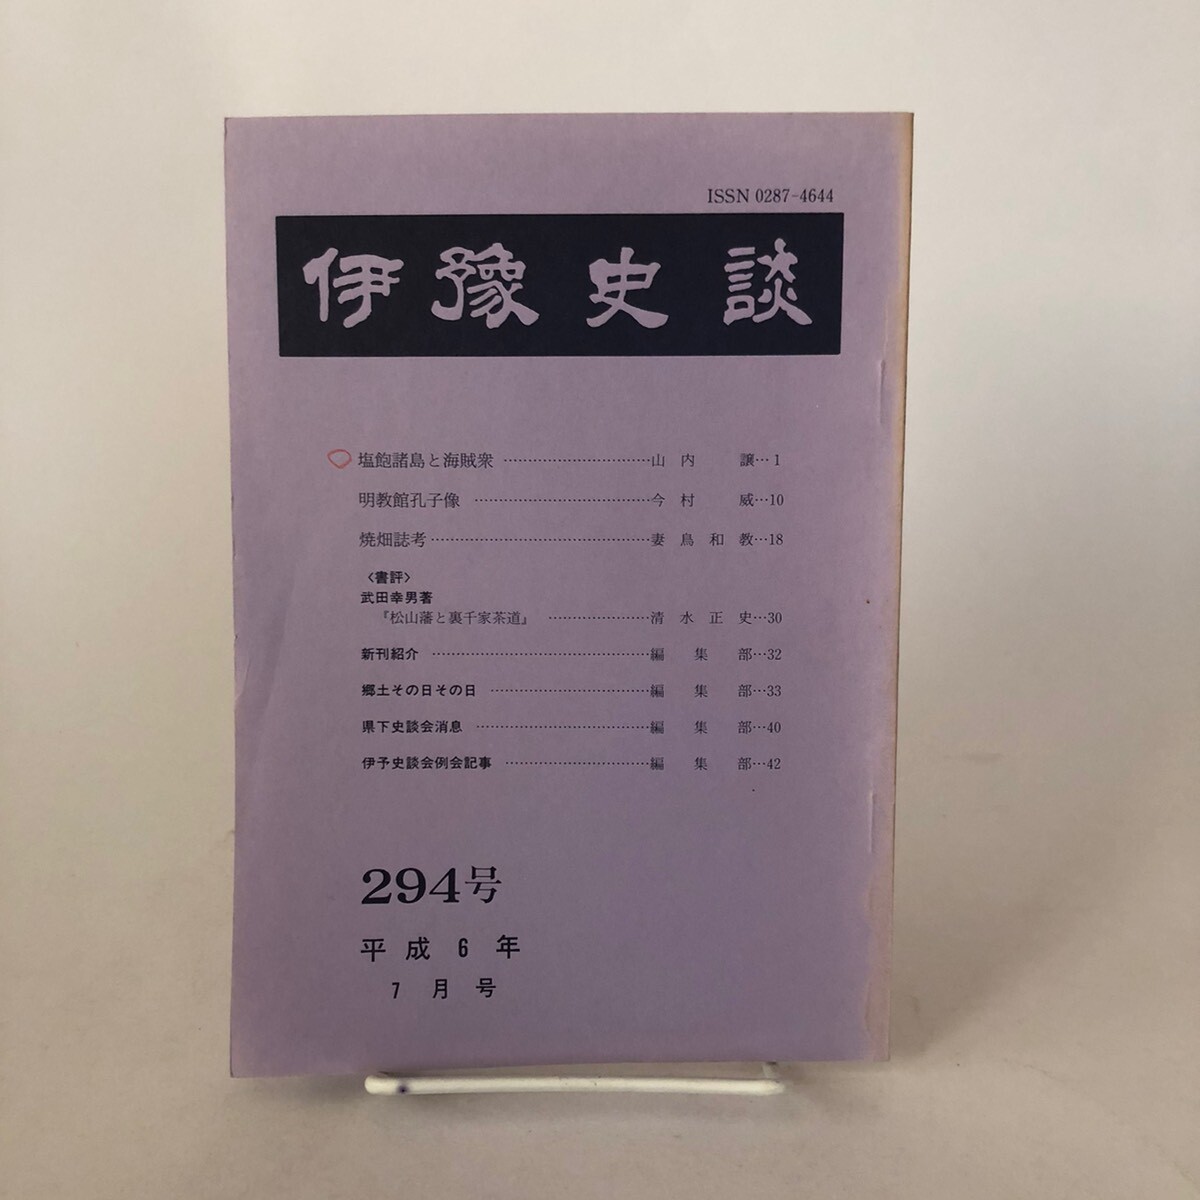 ISSN 0287-4644
伊豫史談
塩飽諸島と海賊衆 ………………………山内 譲…1
明教館孔子像 ……………………………今村 威…10
焼畑誌考……………………………………妻鳥和教…18
〈書評〉
武田幸男著
『松山藩と裏千家茶道』 ………………清水正史…30
新刊紹介 …………………………………編集部…32
郷土その日その日 ………………………編集部…33
県下史談会消息 …………………………編集部…40
伊予史談会例会記事 ……………………編集部…42
294号
平成6年
7月号